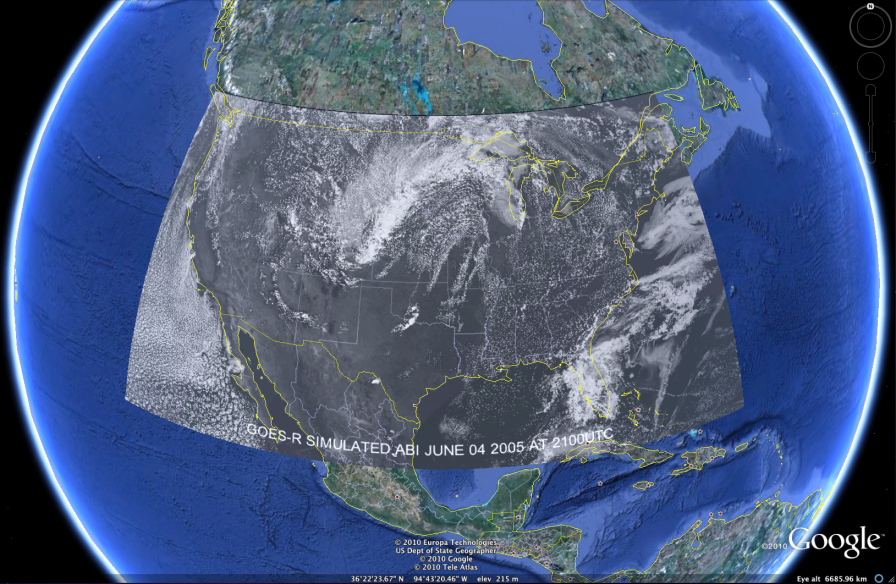 N
GOES-R SIMULATED ABI JUNE 04 2005 AT 2100UTC
© 2010 Europa Technologies
US Dept of State Geographer
© 2010 Google
© 2010 Tele Atlas
©2010 Google™
36°22'23.67" N 94°43'20.46" W elev 215 m
Eye alt 6685.96 km